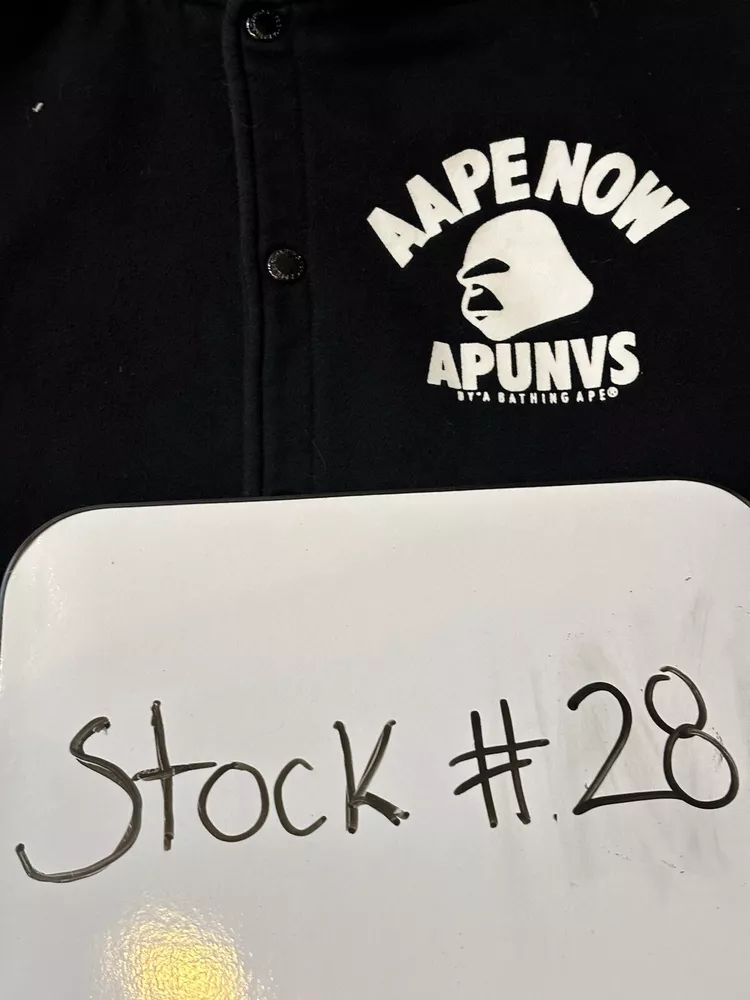 AAPE NOW
APUNVS
BY*A BATHING APE®
Stock #.28